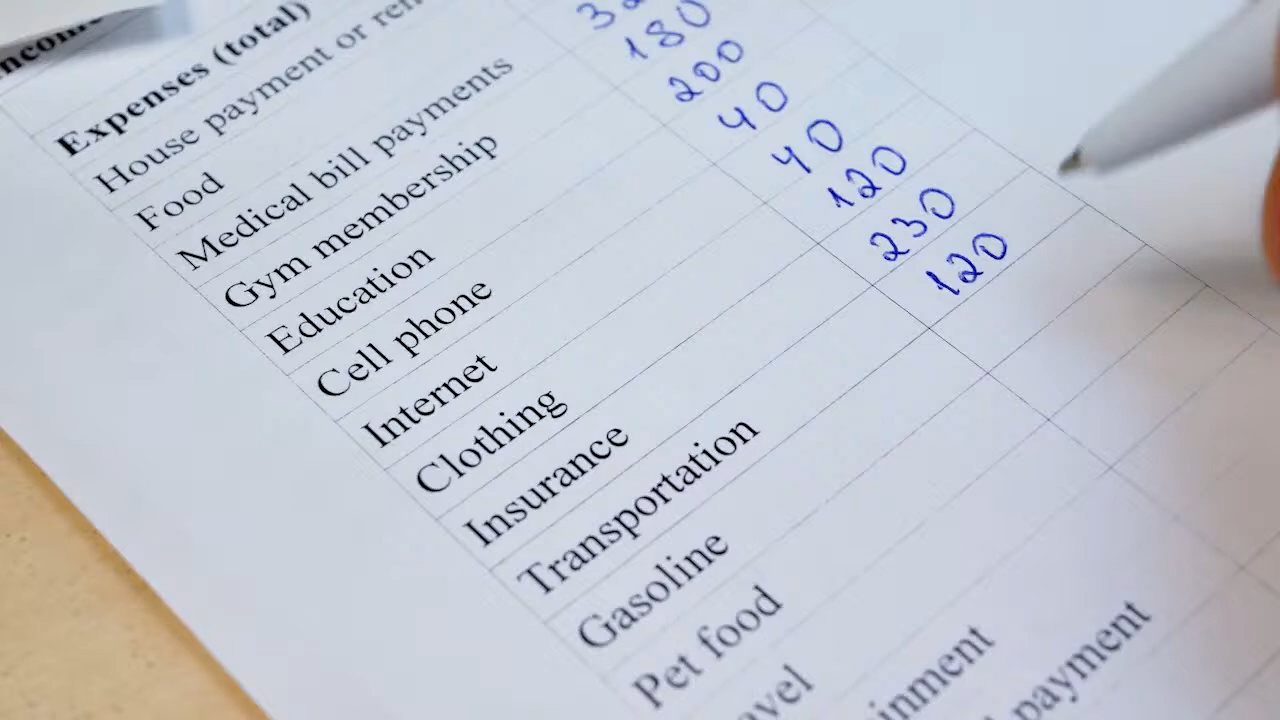 Expenses (total)
House payment or
Food
Medical bill payments
Gym membership 180
Education 200
Cell phone 40
Internet 40
Clothing 120
Insurance 230
Transportation 120
Gasoline
Pet food
payment